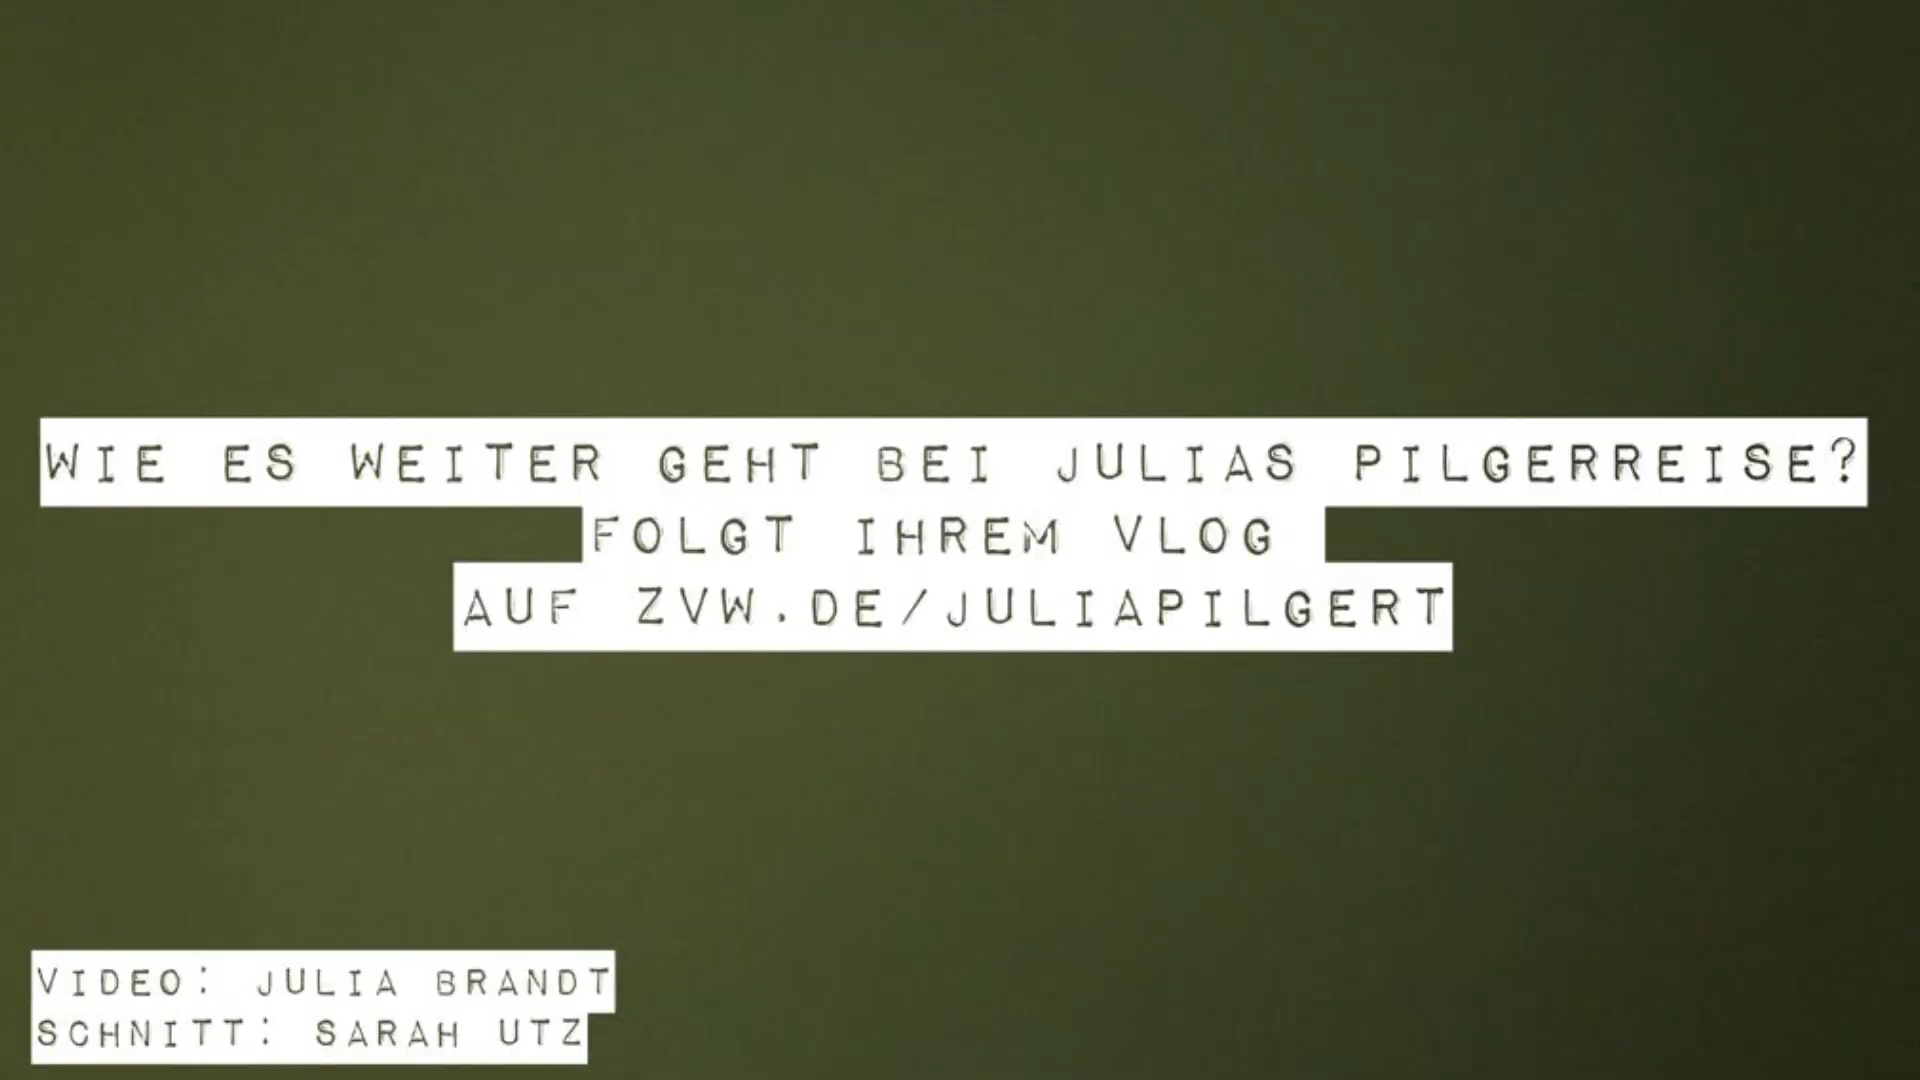 WIE ES WEITER GEHT BEI JULIAS PILGERREISE?
FOLGT IHREM VLOG
AUF ZVW.DE/JULIAPILGERT
VIDEO: JULIA BRANDT
SCHNITT: SARAH UTZ